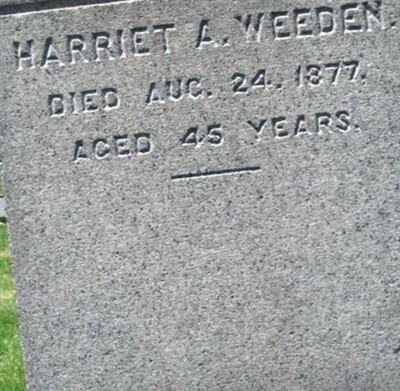 HARRIET A. WEEDEN.
DIED AUG. 24, 1877.
AGED 45 YEARS.